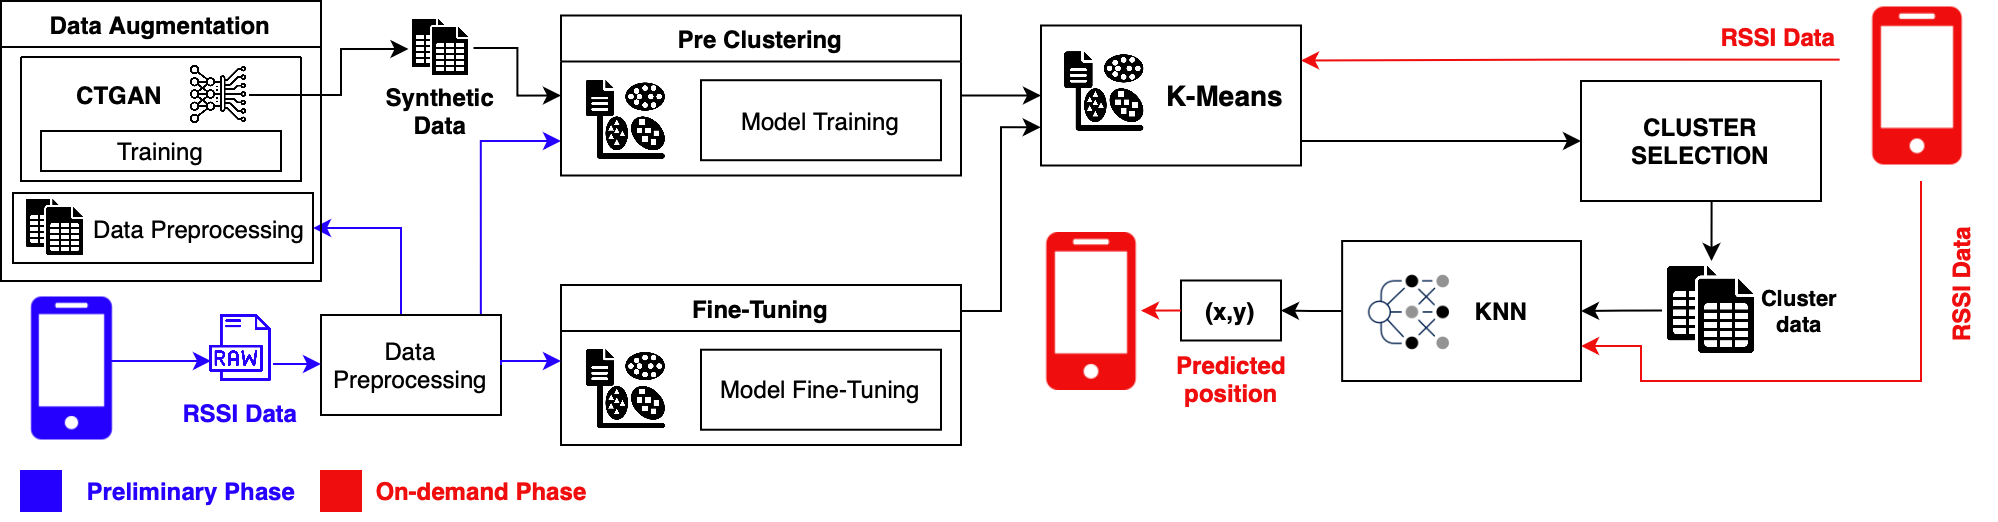 Data Augmentation
CTGAN
Training
Data Preprocessing
Synthetic
Data
Pre Clustering
Model Training
K-Means
RSSI Data
CLUSTER
SELECTION
RSSI Data
RAW
RSSI Data
Data
Preprocessing
Fine-Tuning
Model Fine-Tuning
(x,y)
Predicted
position
KNN
Cluster
data
Preliminary Phase
On-demand Phase